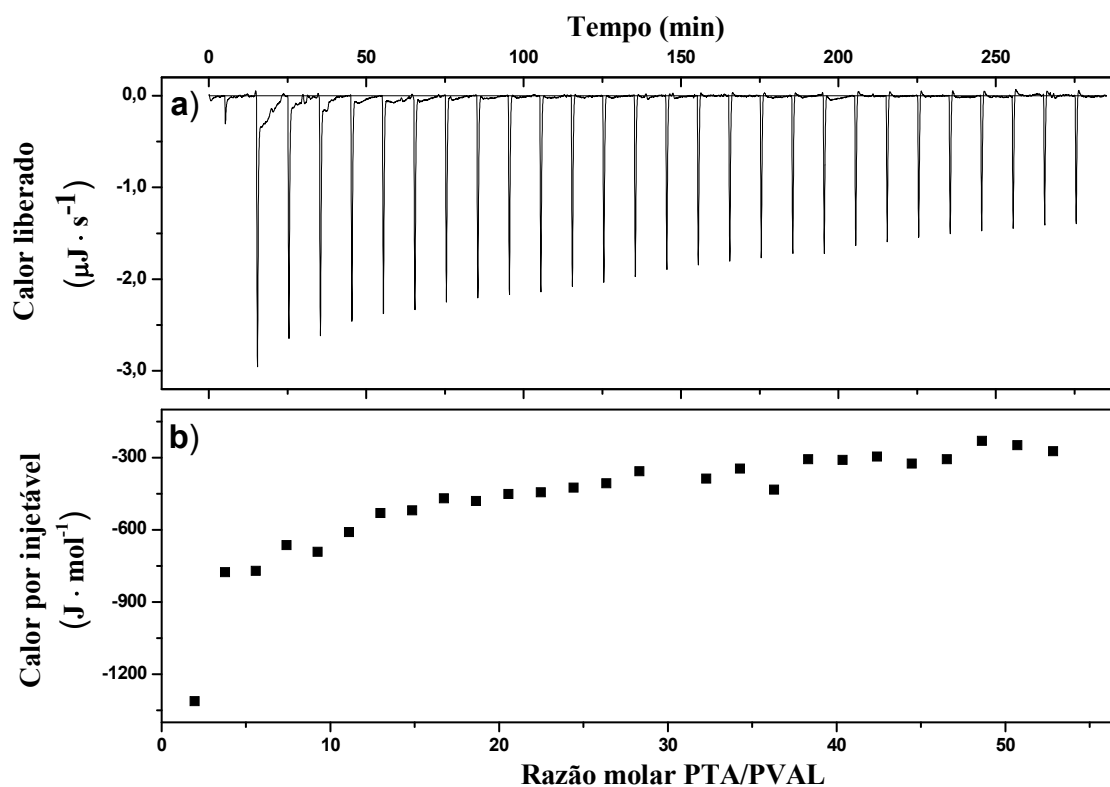 Tempo (min)
0 50 100 150 200 250
a)
0,0
-1,0
-2,0
-3,0
Calor liberado
(µJ · s⁻¹)
b)
-300
-600
-900
-1200
Calor por injetável
(J · mol⁻¹)
0 10 20 30 40 50
Razão molar PTA/PVAL